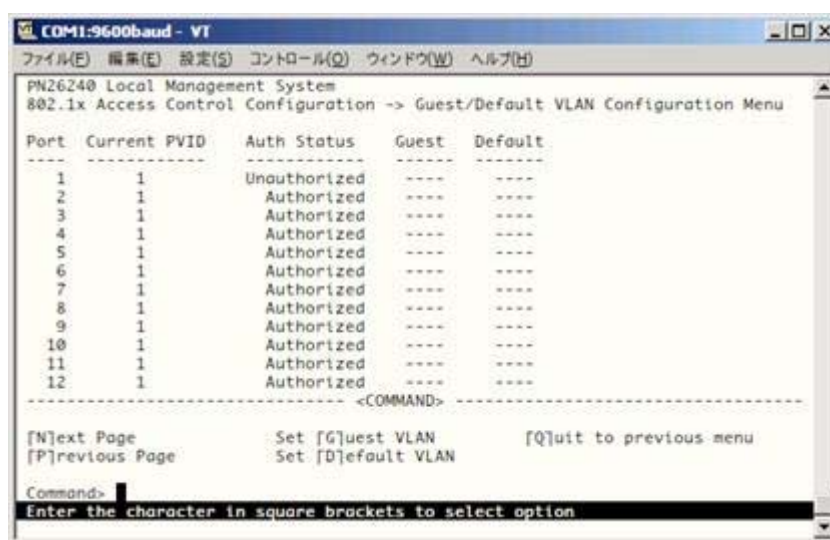 COM1:9600baud - VT
ファイル(F) 編集(E) 設定(S) コントロール(O) ウィンドウ(W) ヘルプ(H)
PN26240 Local Management System
802.1x Access Control Configuration -> Guest/Default VLAN Configuration Menu
Port Current PVID Auth Status Guest Default
---- ------------ ------------ ------ -------
1 1 Unauthorized ---- ----
2 1 Authorized ---- ----
3 1 Authorized ---- ----
4 1 Authorized ---- ----
5 1 Authorized ---- ----
6 1 Authorized ---- ----
7 1 Authorized ---- ----
8 1 Authorized ---- ----
9 1 Authorized ---- ----
10 1 Authorized ---- ----
11 1 Authorized ---- ----
12 1 Authorized ---- ----
-------------------------------- <COMMAND> -----------------------------------
[N]ext Page Set [G]uest VLAN [Q]uit to previous menu
[P]revious Page Set [D]efault VLAN
Command>
Enter the character in square brackets to select option